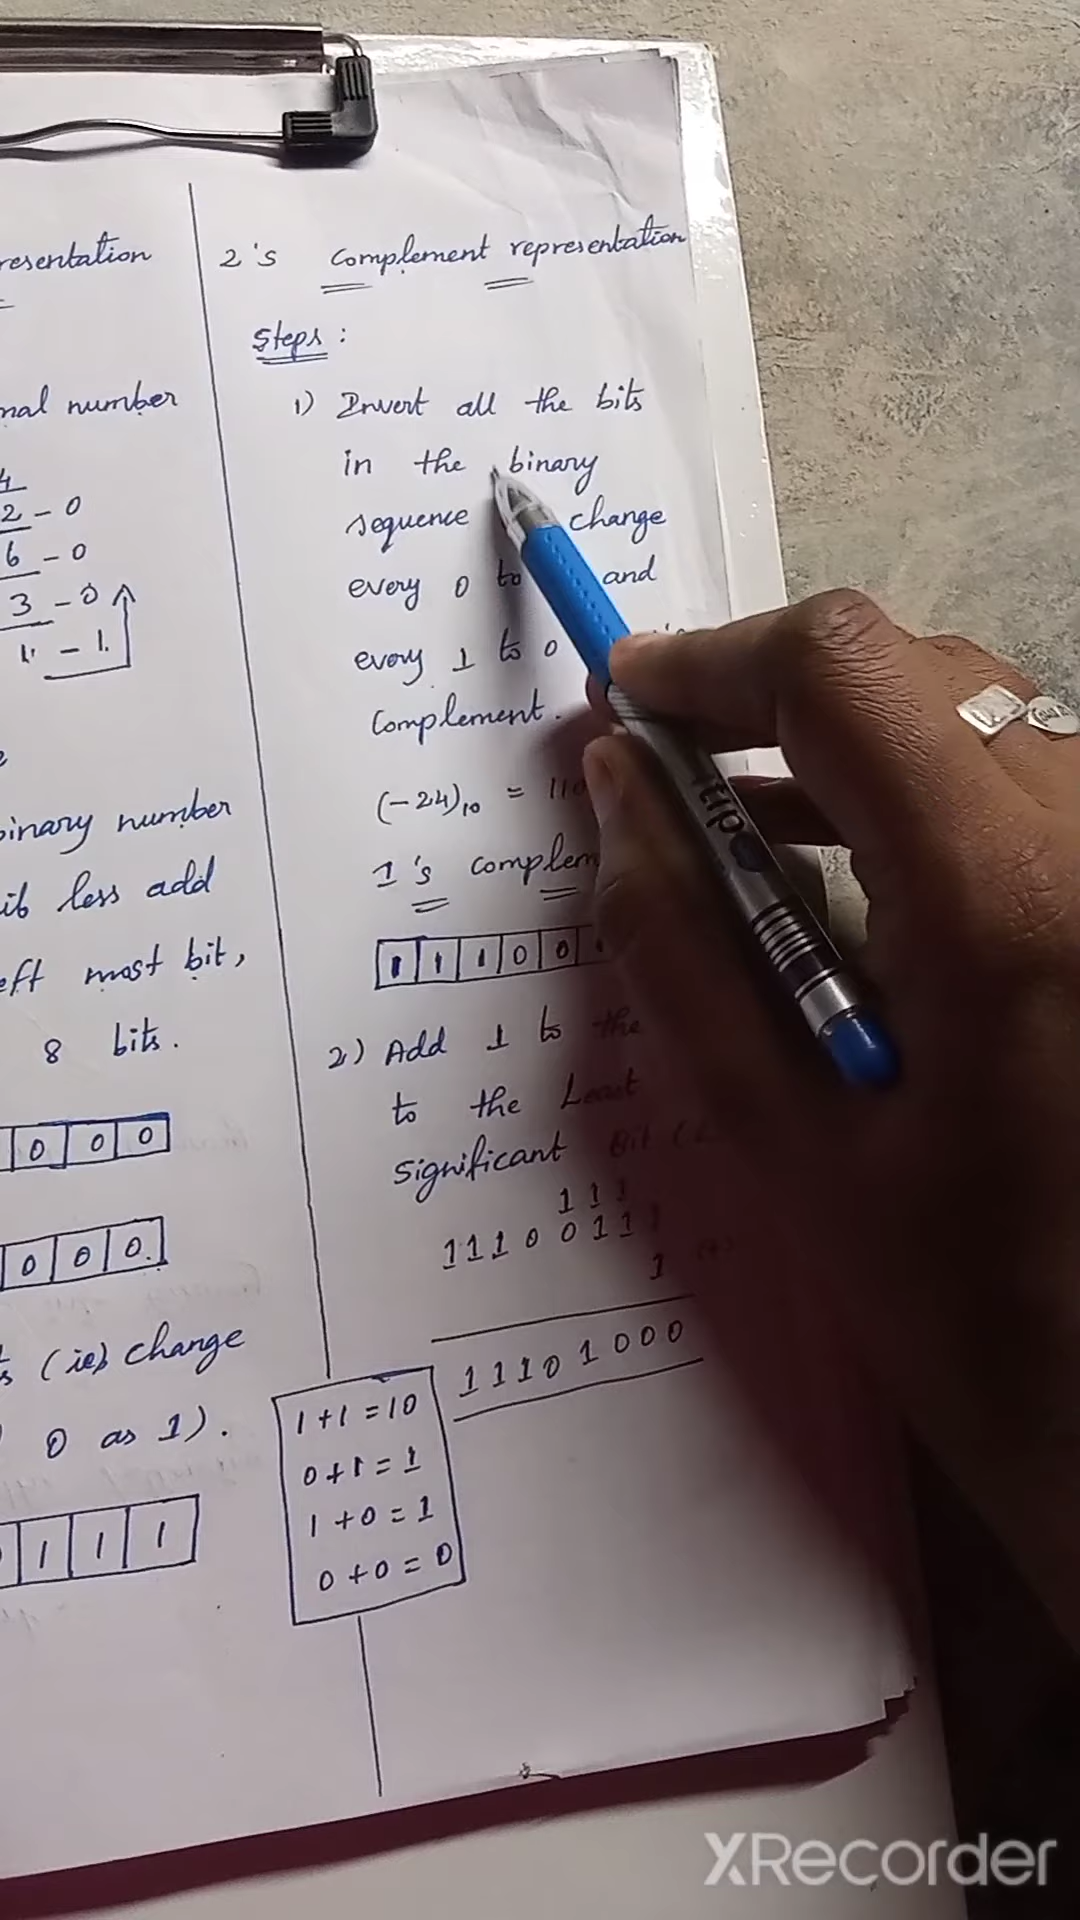 resentation
mal number
4
2 - 0
6 - 0
3 - 0
1 - 1
binary number
less add
eft most bit,
8 bits.
0 0 0
0 0 0
(ie) change
0 as 1).
1 1 1
2's complement representation
Steps :
1) Invert all the bits
in the binary
sequence change
every 0 to and
every 1 to 0
Complement.
(-24)10 = 110
1's complem
1 1 1 0 0
2) Add 1 to the
to the Least
Significant Bit (
1 1 1
1 1 1 0 0 1 1 1
1
1 1 1 0 1 0 0 0
1 + 1 = 10
0 + 1 = 1
1 + 0 = 1
0 + 0 = 0
XRecorder